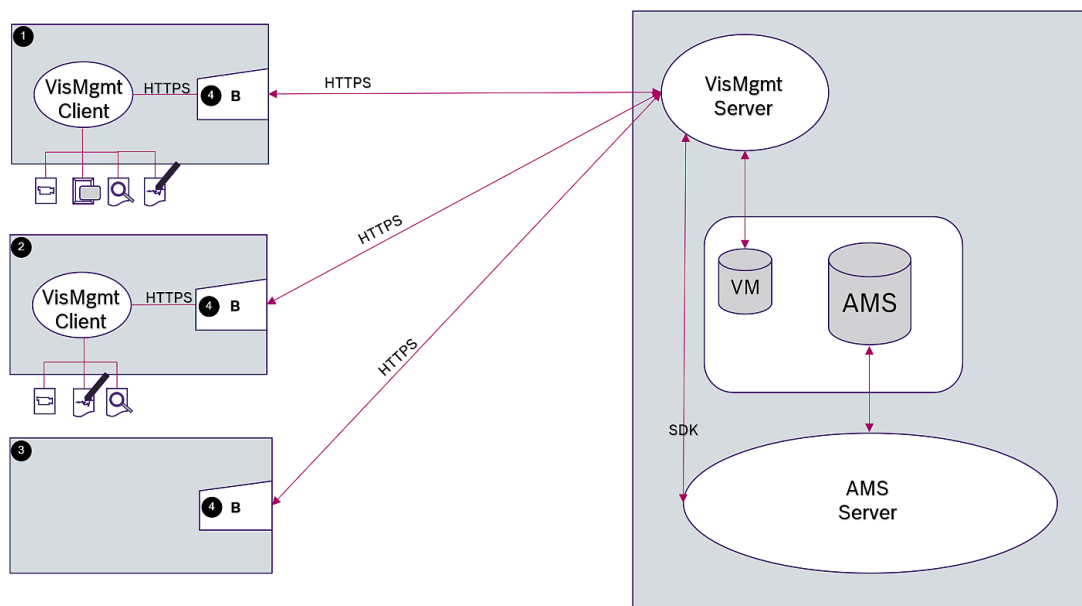 1
VisMgmt
Client
HTTPS
4 B
HTTPS
VisMgmt
Server
2
VisMgmt
Client
HTTPS
4 B
HTTPS
VM
AMS
HTTPS
3
4 B
SDK
AMS
Server